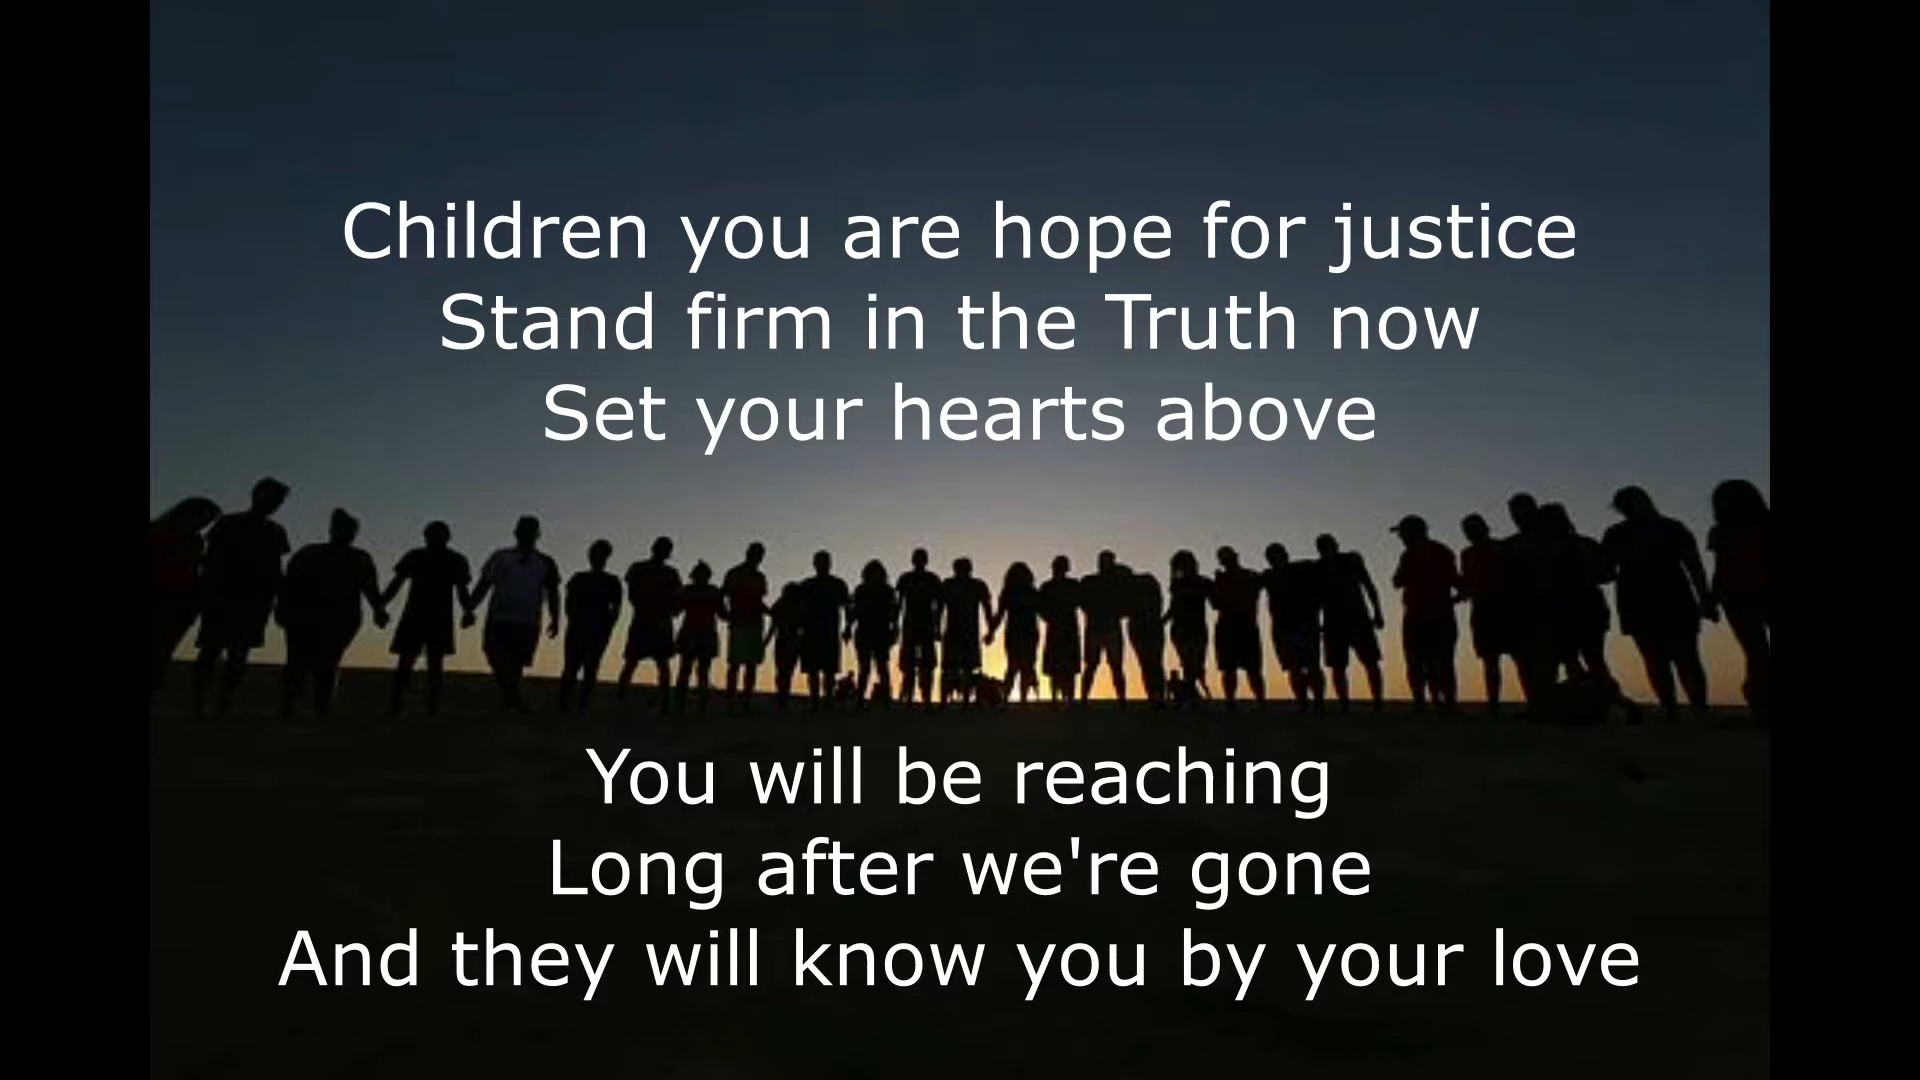 Children you are hope for justice
Stand firm in the Truth now
Set your hearts above
You will be reaching
Long after we're gone
And they will know you by your love